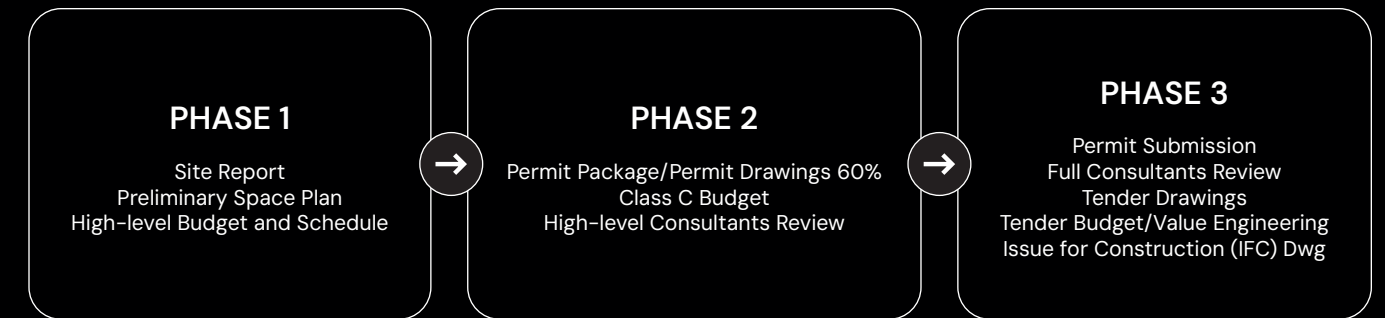 PHASE 1
Site Report
Preliminary Space Plan
High-level Budget and Schedule
PHASE 2
Permit Package/Permit Drawings 60%
Class C Budget
High-level Consultants Review
PHASE 3
Permit Submission
Full Consultants Review
Tender Drawings
Tender Budget/Value Engineering
Issue for Construction (IFC) Dwg